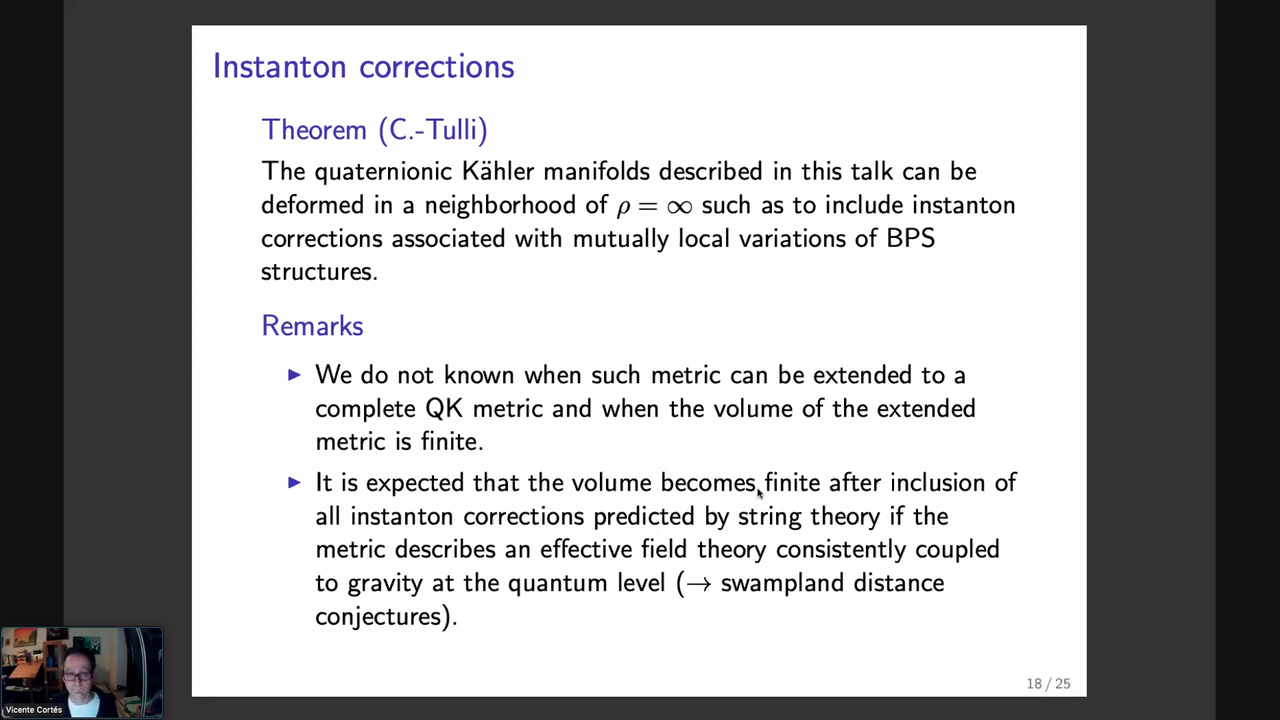 Instanton corrections
Theorem (C.-Tulli)
The quaternionic Kähler manifolds described in this talk can be
deformed in a neighborhood of ρ = ∞ such as to include instanton
corrections associated with mutually local variations of BPS
structures.
Remarks
▶ We do not known when such metric can be extended to a
complete QK metric and when the volume of the extended
metric is finite.
▶ It is expected that the volume becomes finite after inclusion of
all instanton corrections predicted by string theory if the
metric describes an effective field theory consistently coupled
to gravity at the quantum level (→ swampland distance
conjectures).
18 / 25
Vicente Cortés